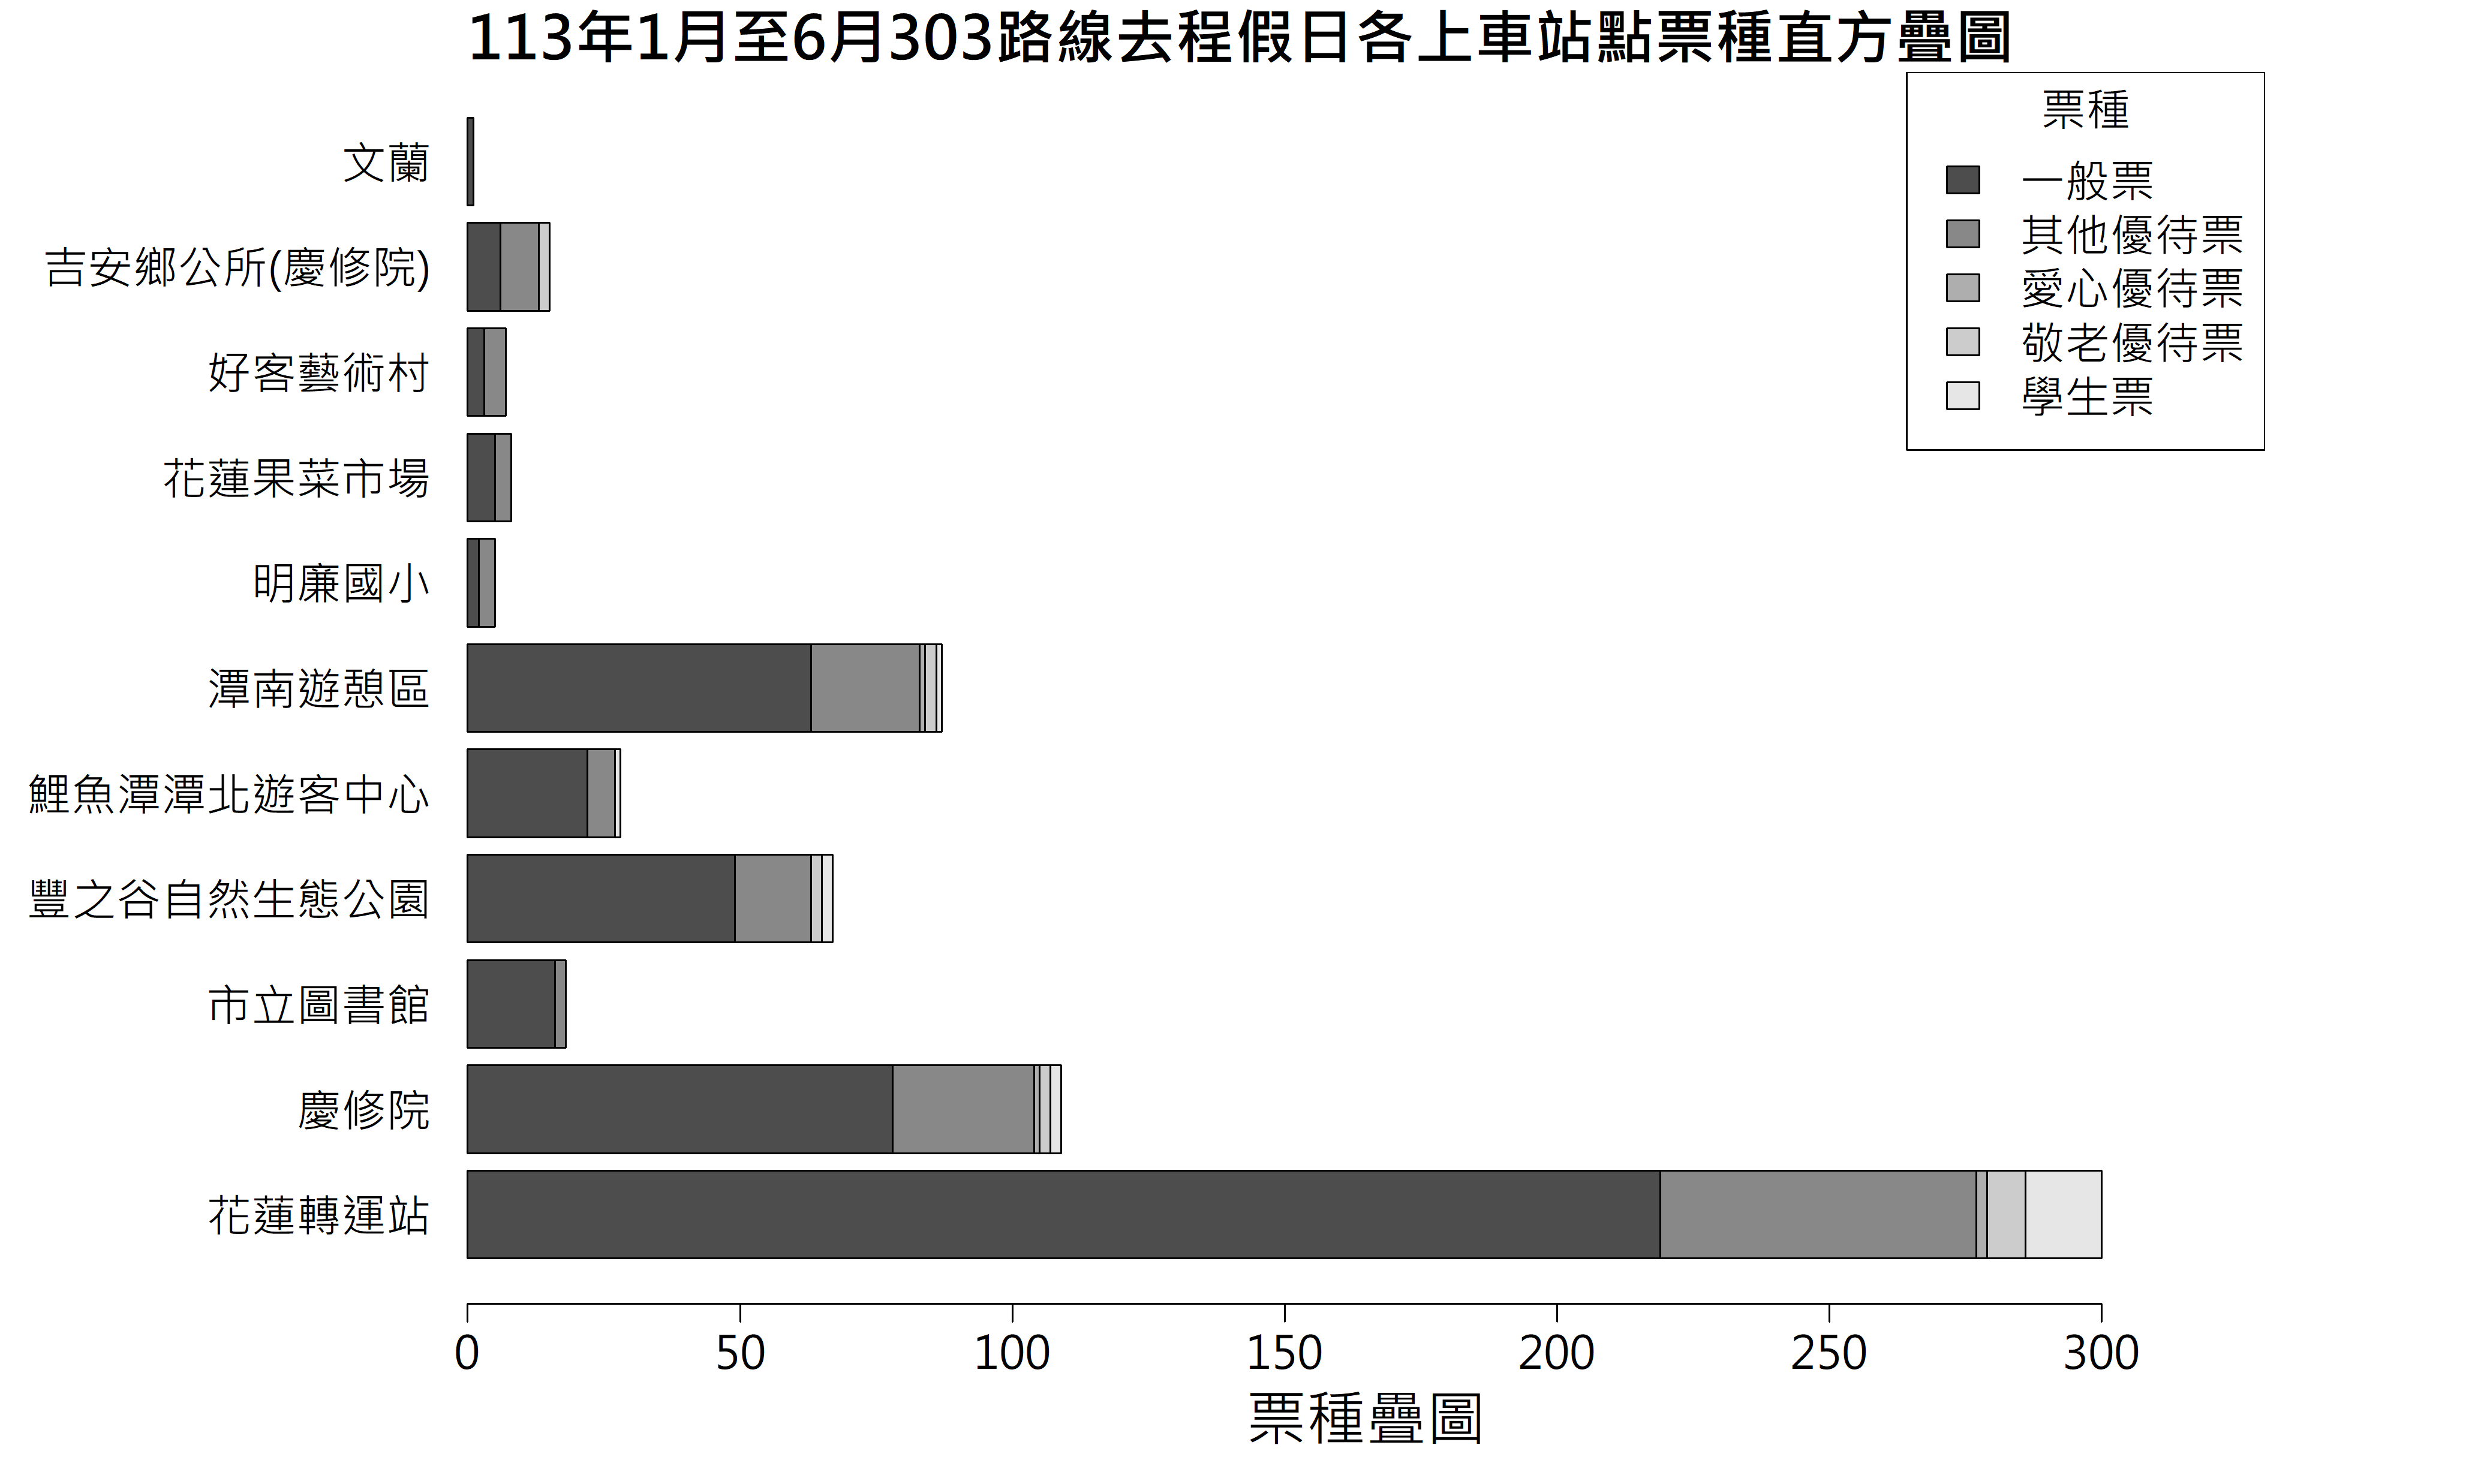 113年1月至6月303路線去程假日各上車站點票種直方疊圖
票種
一般票
其他優待票
愛心優待票
敬老優待票
學生票
文蘭
吉安鄉公所(慶修院)
好客藝術村
花蓮果菜市場
明廉國小
潭南遊憩區
鯉魚潭潭北遊客中心
豐之谷自然生態公園
市立圖書館
慶修院
花蓮轉運站
0 50 100 150 200 250 300
票種疊圖